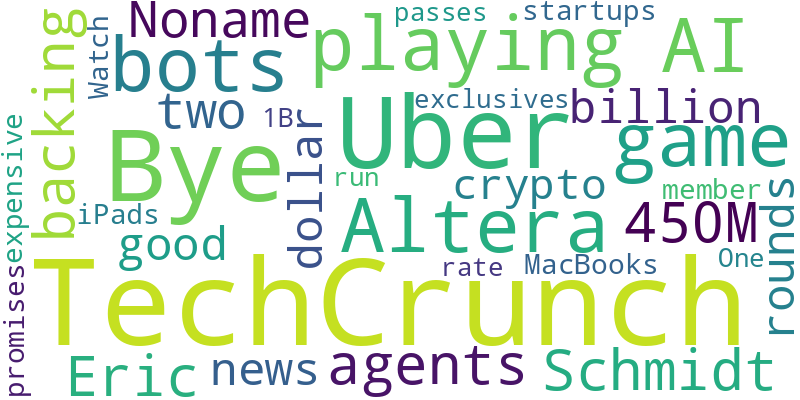 Noname
passes
startups
backing
Watch
bots
playing
AI
two
1B
exclusives
billion
expensive
Bye
dollar
Uber
game
run
crypto
member
iPads
good
Altera
450M
rounds
rate
MacBooks
One
promises
TechCrunch
Eric
news
agents
Schmidt